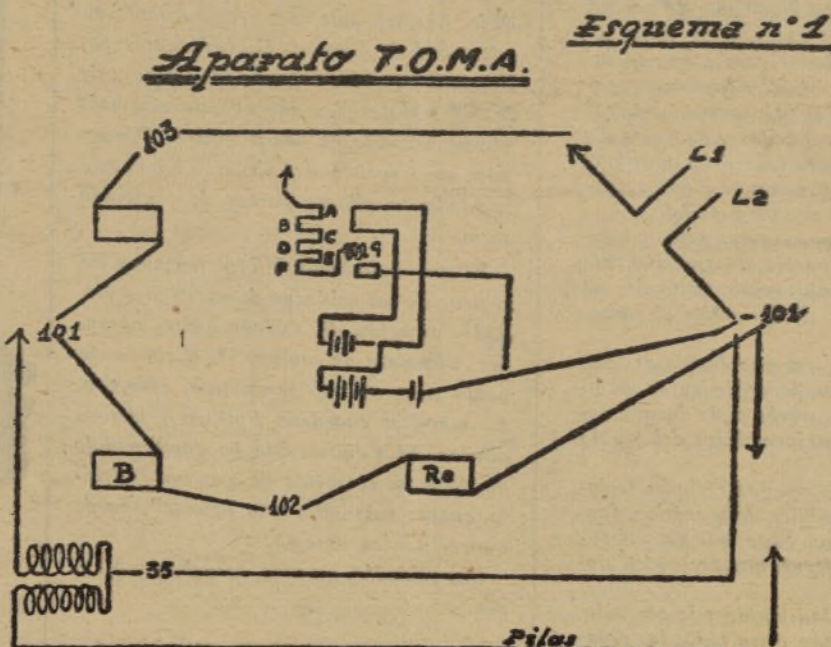 Esquema nº 1
Aparato T.O.M.A.
103
L1
L2
A
B
C
D
E
F
101
- 101
B
Re
102
35
Pilas